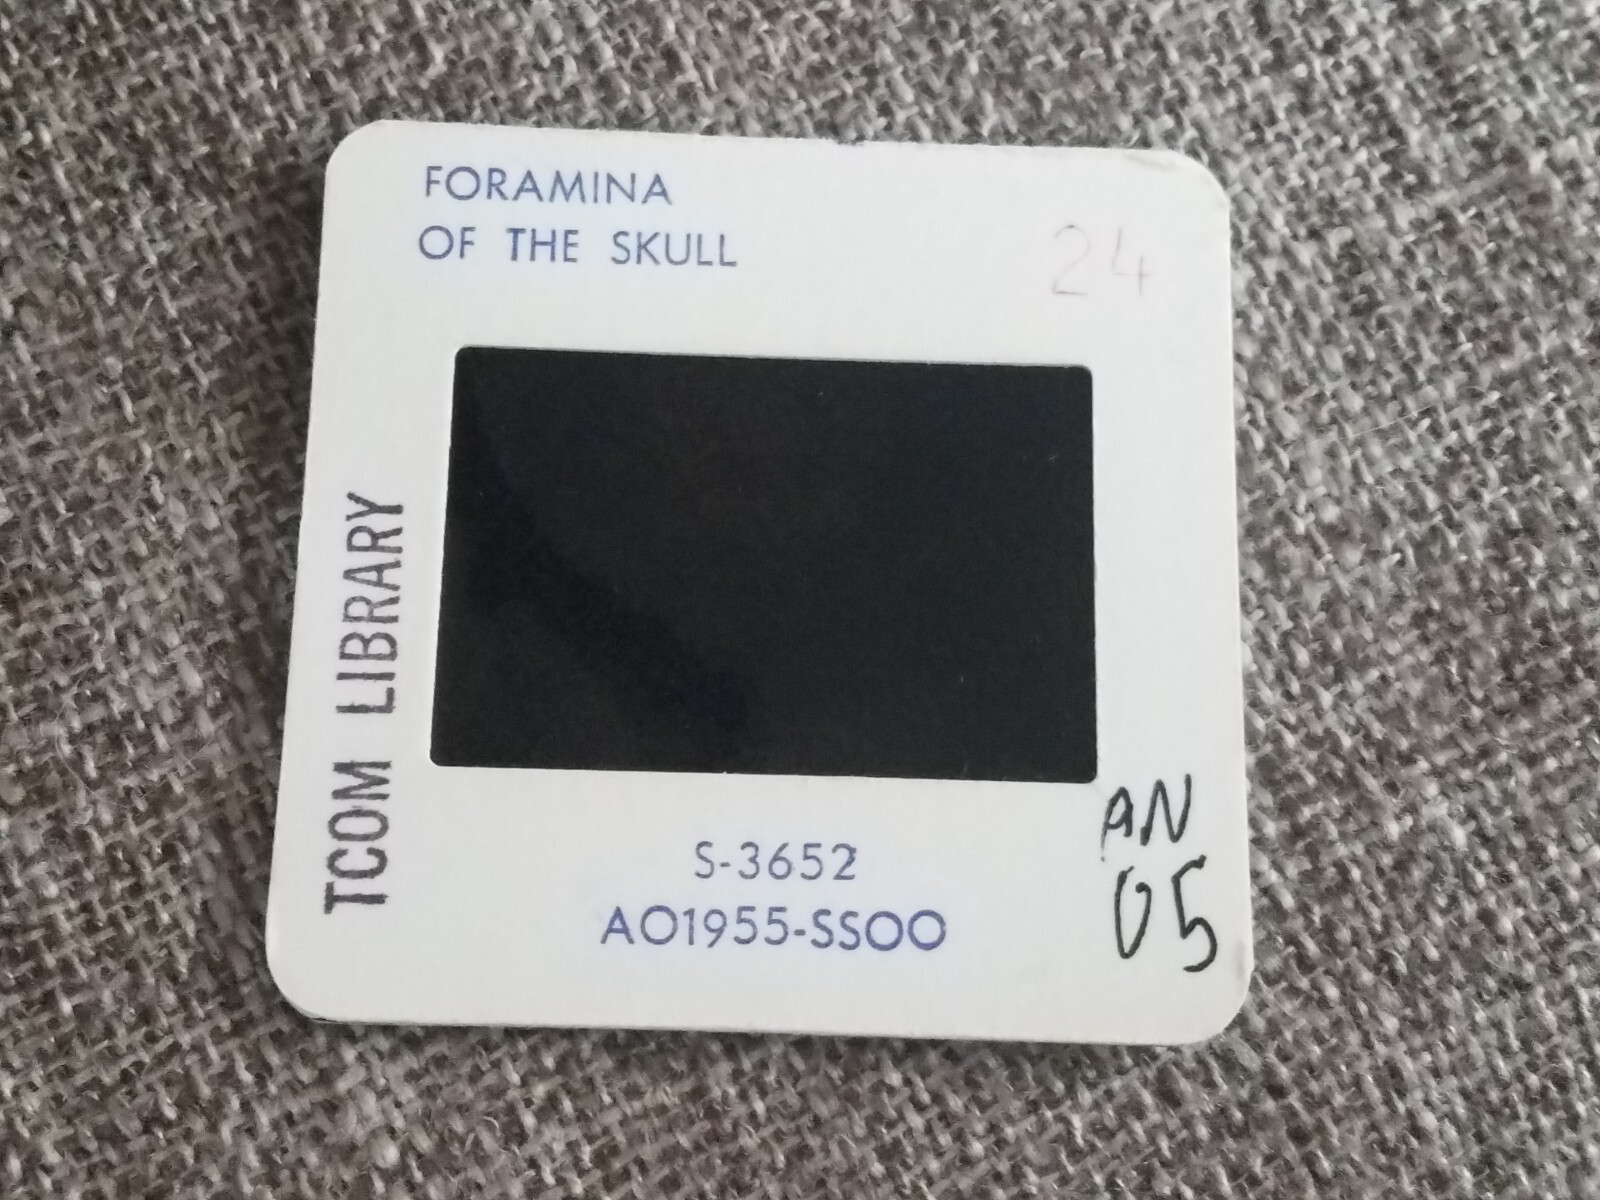 FORAMINA
OF THE SKULL
24
TCOM LIBRARY
S-3652
AO1955-SSOO
AN
05